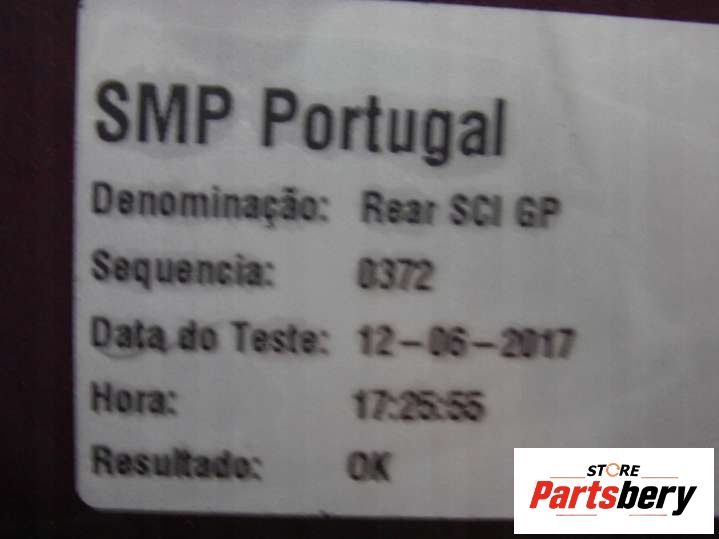 SMP Portugal
Denominação: Rear SCI GP
Sequencia: 0372
Data do Teste: 12-06-2017
Hora: 17:25:55
Resultado: OK
STORE
Partsbery